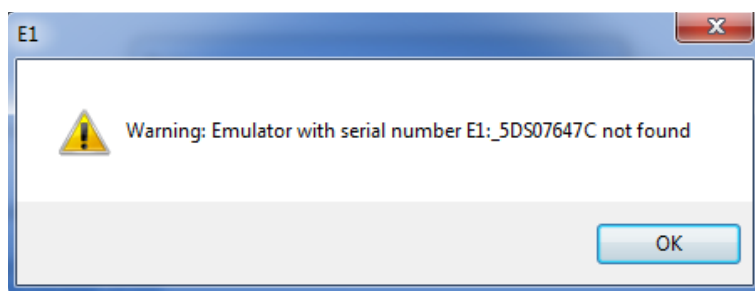 E1
Warning: Emulator with serial number E1:_5DS07647C not found
OK